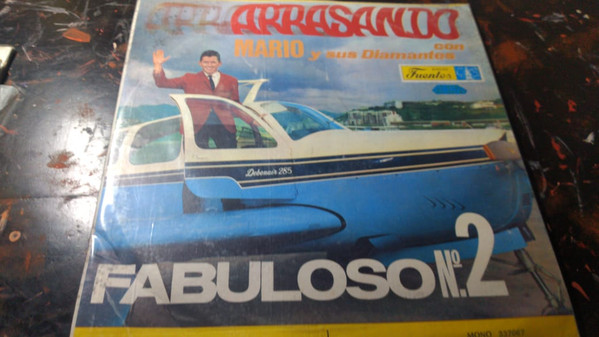 ARRASANDO
con
MARIO y sus Diamantes
Fuentes
Debonair 285
FABULOSO Nº.2
MONO